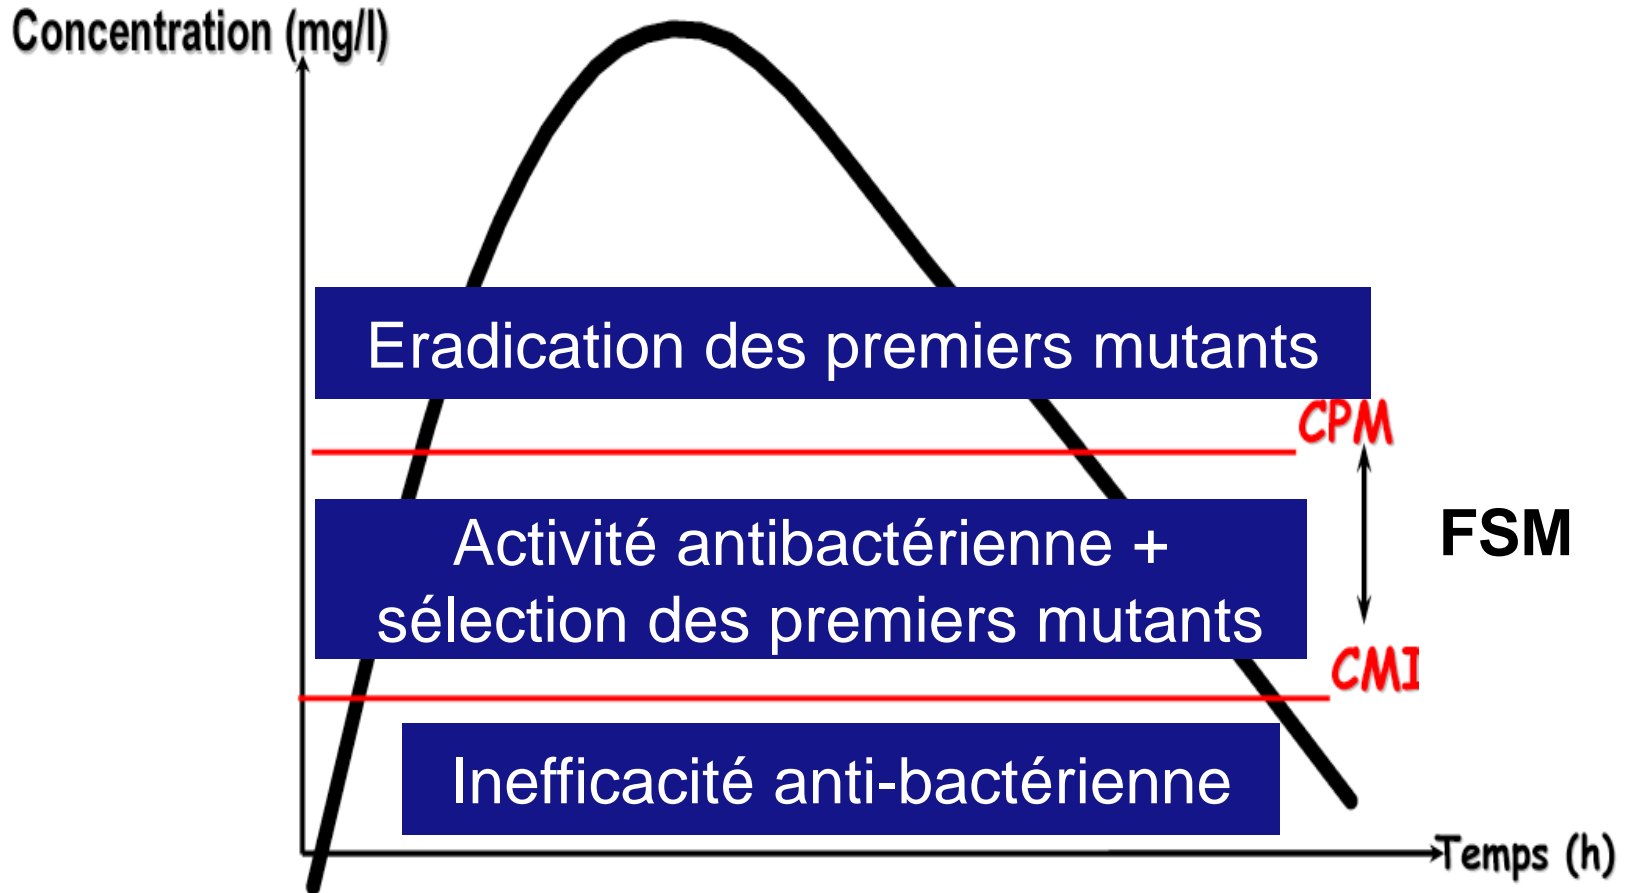 Concentration (mg/l)
Eradication des premiers mutants
CPM
Activité antibactérienne +
sélection des premiers mutants
FSM
CMI
Inefficacité anti-bactérienne
Temps (h)